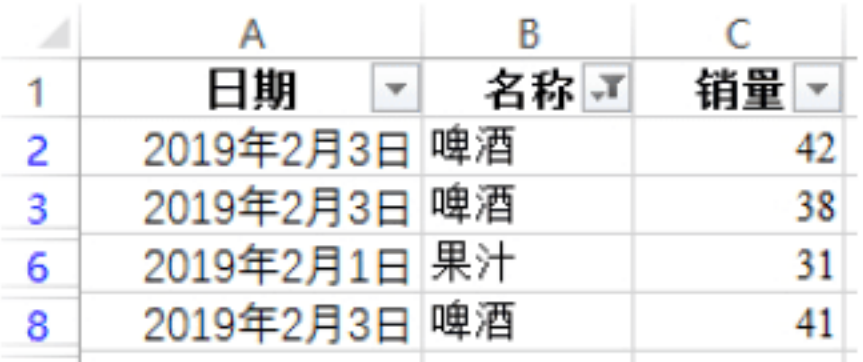 A B C
1 日期 名称 销量
2 2019年2月3日 啤酒 42
3 2019年2月3日 啤酒 38
6 2019年2月1日 果汁 31
8 2019年2月3日 啤酒 41